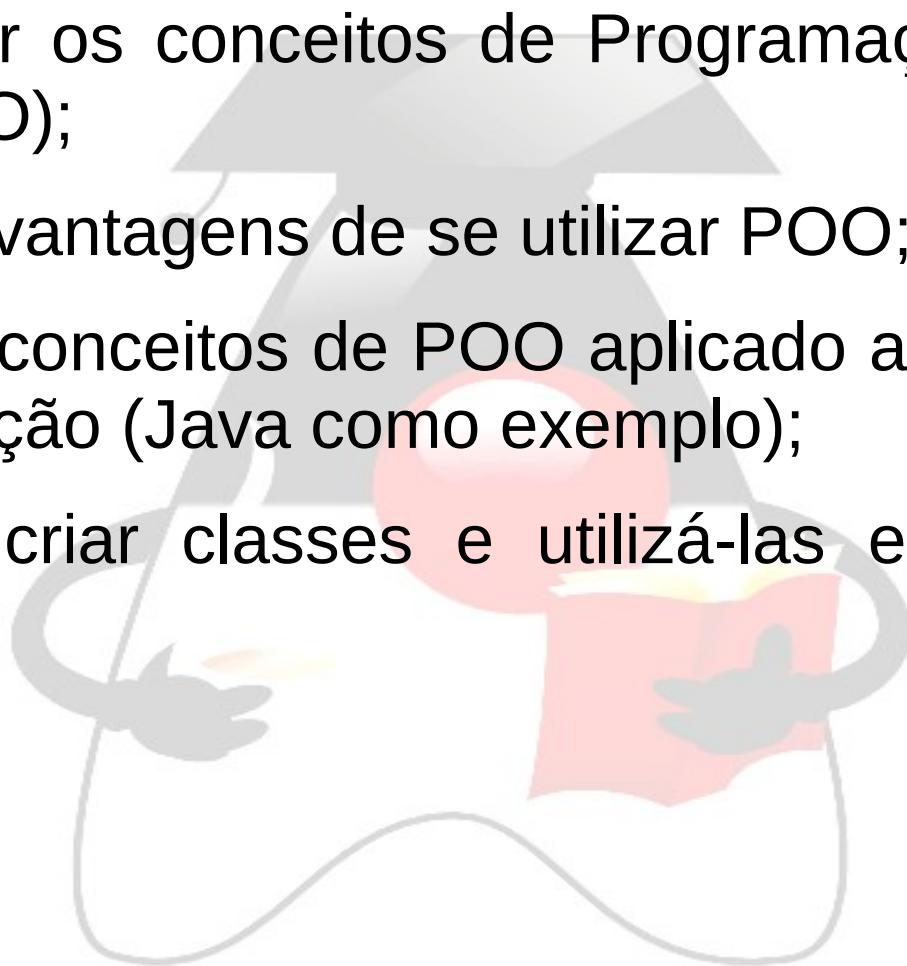 r os conceitos de Programaç
O);
vantagens de se utilizar POO;
conceitos de POO aplicado a
ção (Java como exemplo);
criar classes e utilizá-las e